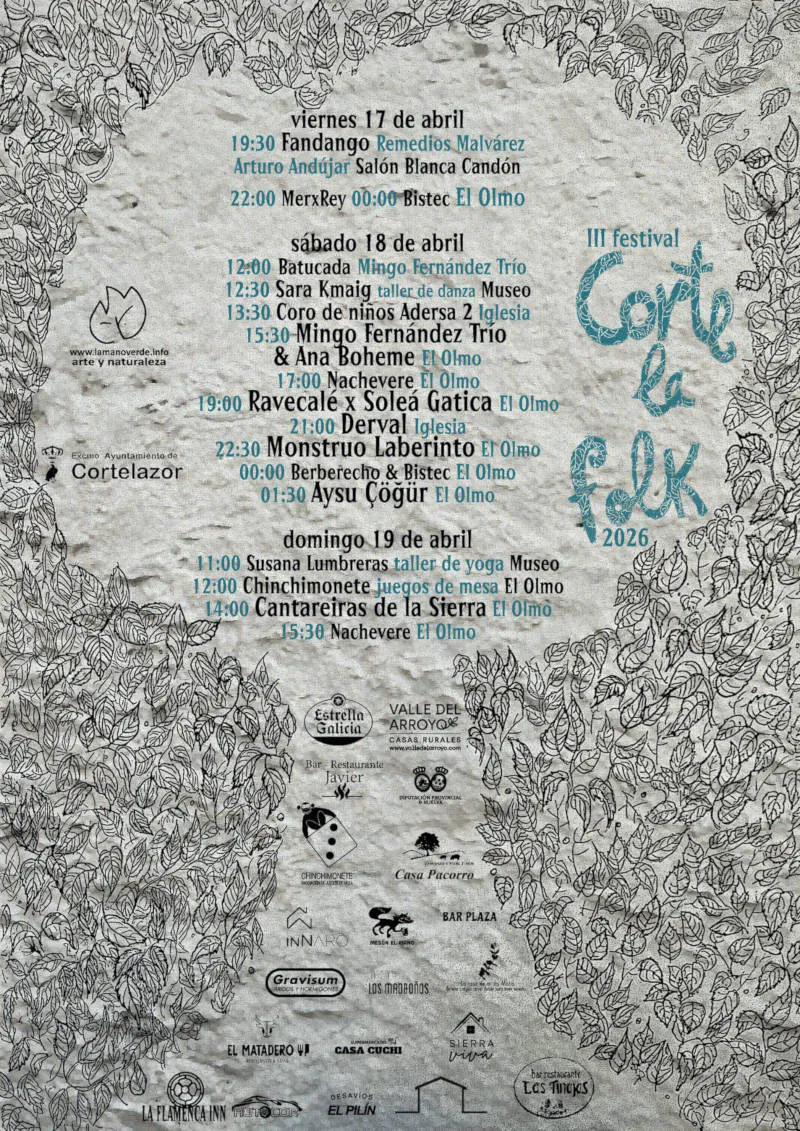 viernes 17 de abril
19:30 Fandango Remedios Malvárez
Arturo Andújar Salón Blanca Candón
22:00 MerxRey 00:00 Bistec El Olmo
sábado 18 de abril
12:00 Batucada Mingo Fernández Trío
12:30 Sara Kmaig taller de danza Museo
13:30 Coro de niños Adersa 2 Iglesia
15:30 Mingo Fernández Trío
& Ana Boheme El Olmo
17:00 Nachevere El Olmo
19:00 Ravecalé x Soleá Gatica El Olmo
21:00 Derval Iglesia
22:30 Monstruo Laberinto El Olmo
00:00 Berberecho & Bistec El Olmo
01:30 Aysu Çöğür El Olmo
domingo 19 de abril
11:00 Susana Lumbreras taller de yoga Museo
12:00 Chinchimonete juegos de mesa El Olmo
14:00 Cantareiras de la Sierra El Olmo
15:30 Nachevere El Olmo
III festival
Corte
la
folk
2026
www.lamanoverde.info
arte y naturaleza
Excmo Ayuntamiento de
Cortelazor
Estrella
Galicia
VALLE DEL
ARROYO
CASAS RURALES
www.valledelarroyo.com
Bar - Restaurante
Javier
DIPUTACIÓN PROVINCIAL
HUELVA
CHINCHIMONETE
Casa Pacorro
INNARO
MESÓN EL
BAR PLAZA
Gravisum
LOS MADROÑOS
EL MATADERO
SUPERMERCADO
CASA CUCHI
SIERRA
viva
LA FLAMENCA INN
DESAVÍOS
EL PILÍN
bar restaurante
Las Tinajas